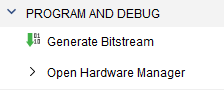 PROGRAM AND DEBUG
Generate Bitstream
Open Hardware Manager